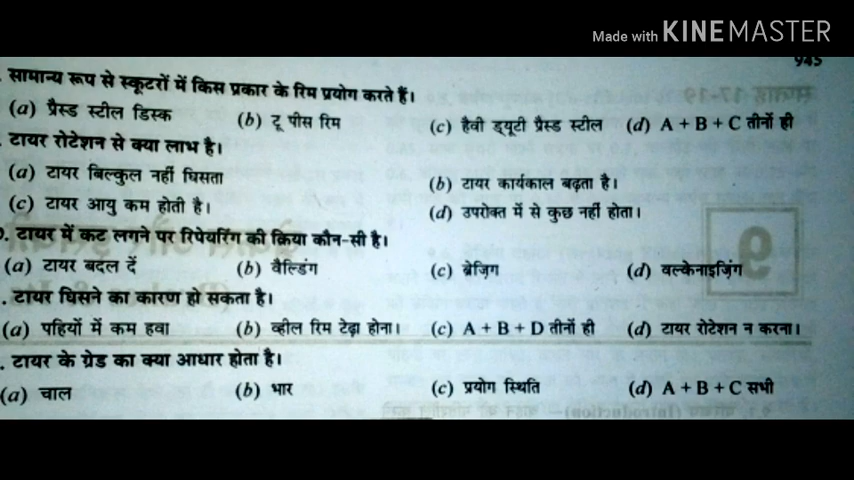 Made with KINEMASTER
945
. सामान्य रूप से स्कूटरों में किस प्रकार के रिम प्रयोग करते हैं।
(a) प्रैस्ड स्टील डिस्क (b) टू पीस रिम (c) हैवी ड्यूटी प्रैस्ड स्टील (d) A + B + C तीनों ही
. टायर रोटेशन से क्या लाभ है।
(a) टायर बिल्कुल नहीं घिसता (b) टायर कार्यकाल बढ़ता है।
(c) टायर आयु कम होती है। (d) उपरोक्त में से कुछ नहीं होता।
. टायर में कट लगने पर रिपेयरिंग की क्रिया कौन-सी है।
(a) टायर बदल दें (b) वैल्डिंग (c) ब्रेज़िग (d) वल्केनाइज़िंग
. टायर घिसने का कारण हो सकता है।
(a) पहियों में कम हवा (b) व्हील रिम टेढ़ा होना। (c) A + B + D तीनों ही (d) टायर रोटेशन न करना।
. टायर के ग्रेड का क्या आधार होता है।
(a) चाल (b) भार (c) प्रयोग स्थिति (d) A + B + C सभी